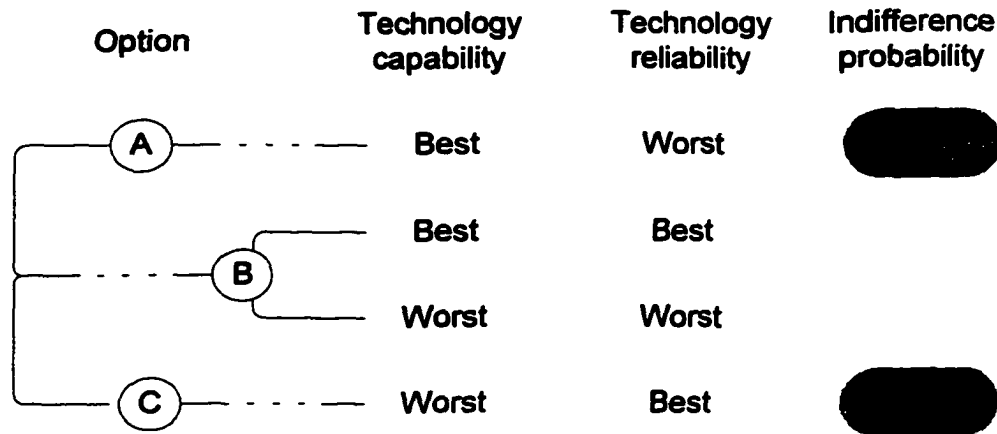 Option Technology capability Technology reliability Indifference probability
A Best Worst
Best Best
B
Worst Worst
C Worst Best